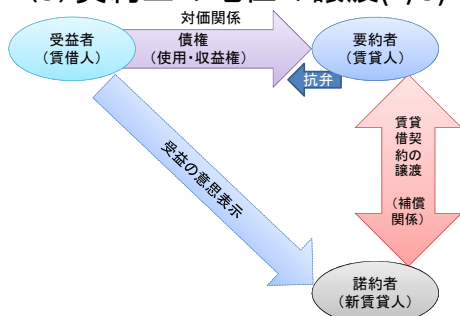 対価関係
受益者
（賃借人）
債権
（使用・収益権）
要約者
（賃貸人）
抗弁
賃貸
借契
約の
譲渡
（補償
関係）
受益の意思表示
諾約者
（新賃貸人）